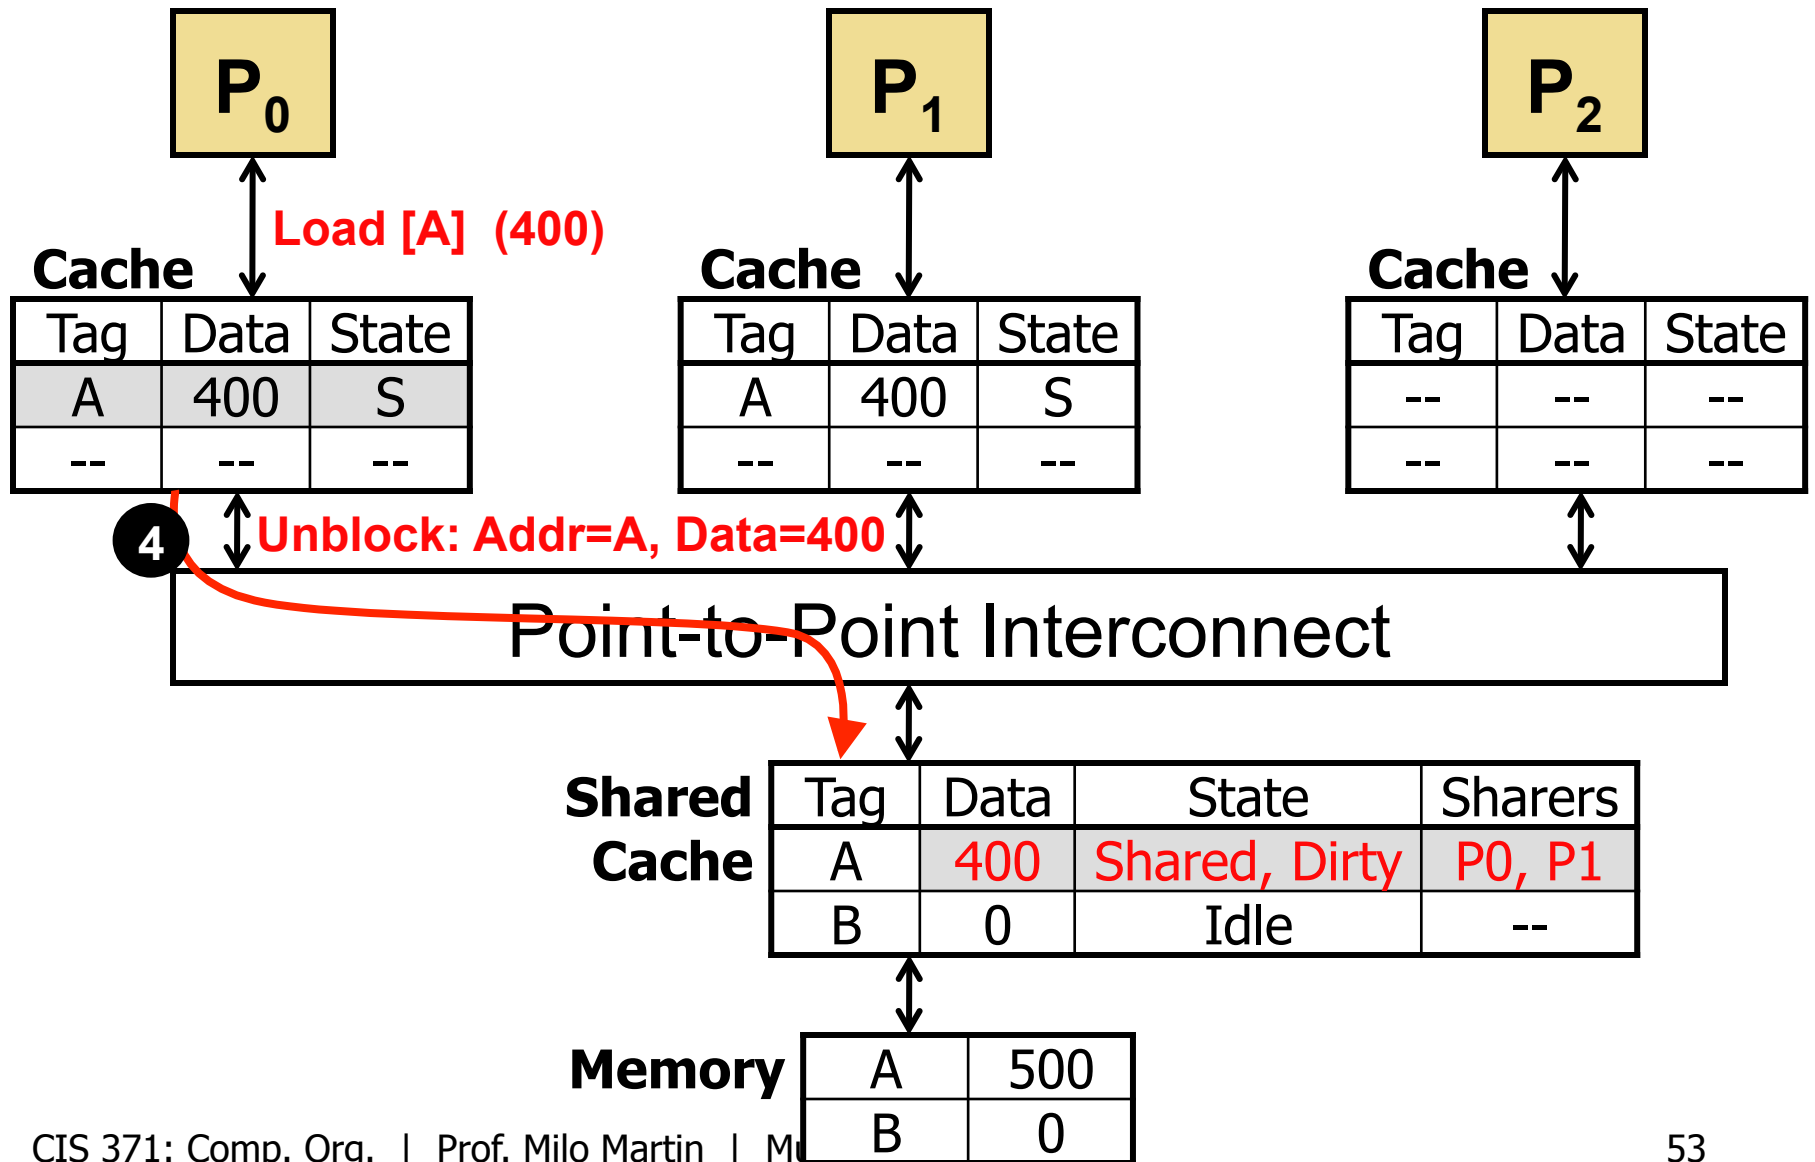 P0 P1 P2
Load [A] (400)
Cache Cache Cache
Tag Data State Tag Data State Tag Data State
A 400 S A 400 S -- -- --
-- -- -- -- -- -- -- -- --
4 Unblock: Addr=A, Data=400
Point-to-Point Interconnect
Shared Tag Data State Sharers
Cache A 400 Shared, Dirty P0, P1
B 0 Idle --
Memory A 500
B 0
CIS 371: Comp. Org. | Prof. Milo Martin | 53